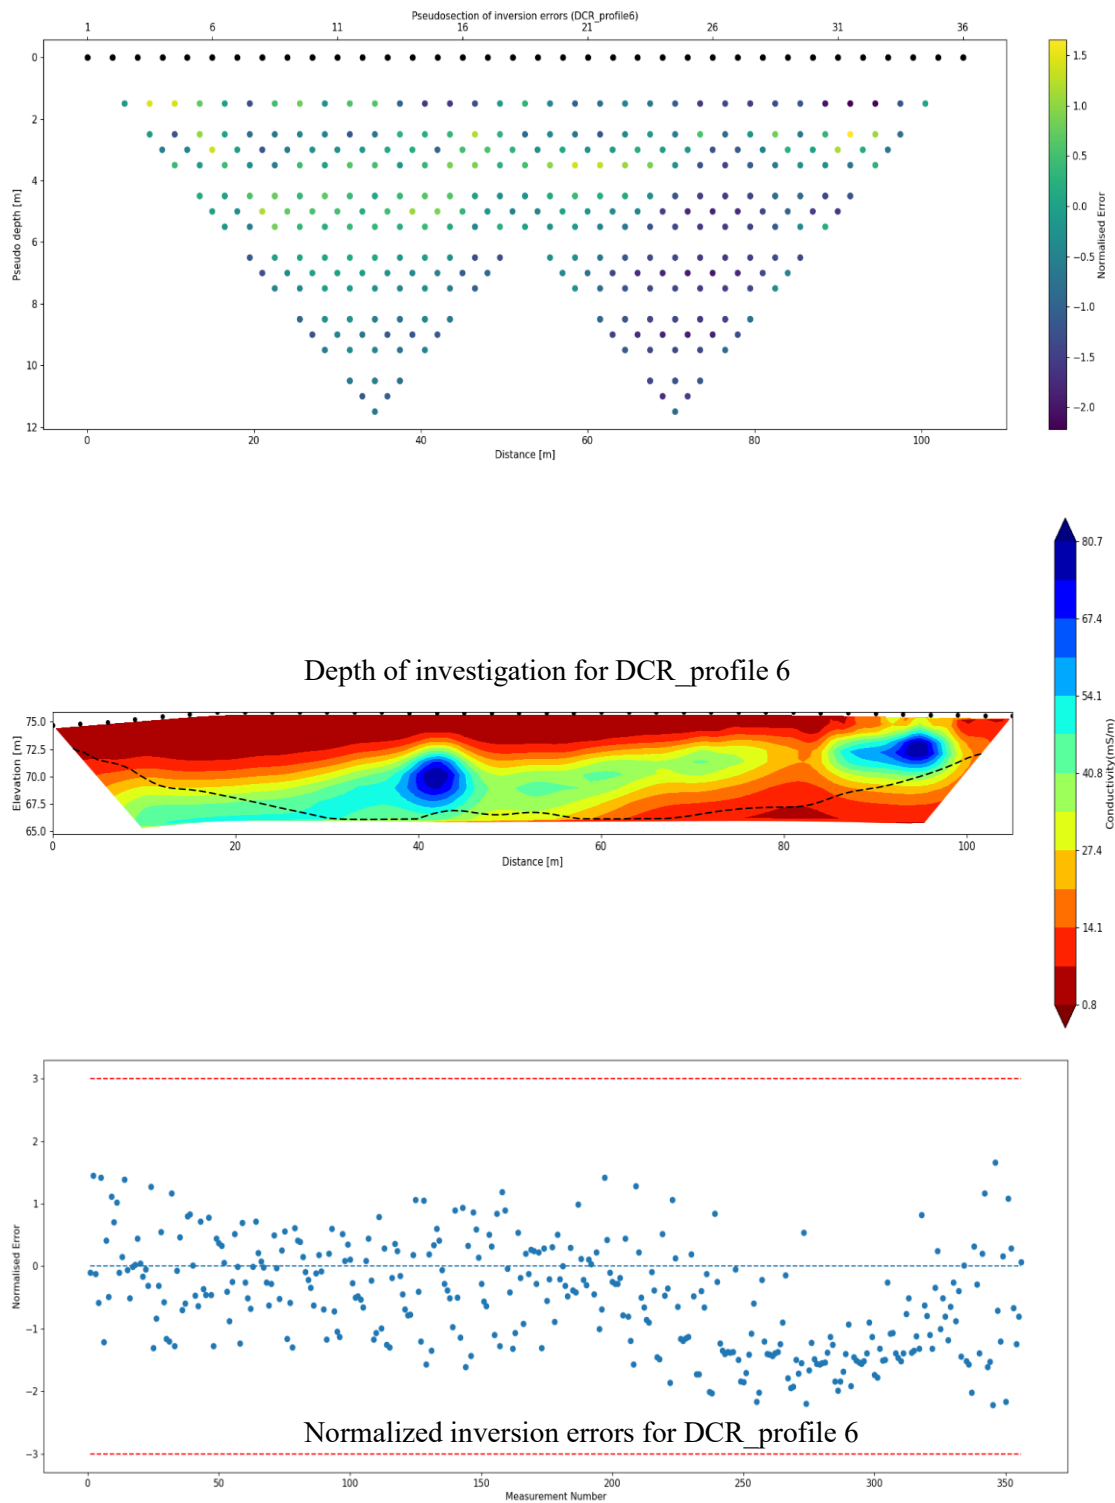 Pseudosection of inversion errors (DCR_profile6)
1 6 11 16 21 26 31 36
0
2
4
6
8
10
12
Pseudo depth [m]
0 20 40 60 80 100
Distance [m]
1.5
1.0
0.5
0.0
−0.5
−1.0
−1.5
−2.0
Normalised Error
Depth of investigation for DCR_profile 6
75.0
72.5
70.0
67.5
65.0
Elevation [m]
0 20 40 60 80 100
Distance [m]
80.7
67.4
54.1
40.8
27.4
14.1
0.8
Conductivity(mS/m)
3
2
1
0
−1
−2
−3
Normalised Error
Normalized inversion errors for DCR_profile 6
0 50 100 150 200 250 300 350
Measurement Number